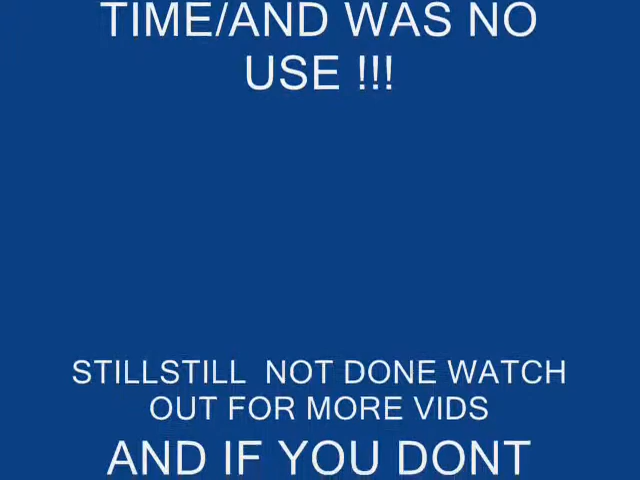 TIME/AND WAS NO
USE !!!
STILLSTILL  NOT DONE WATCH
OUT FOR MORE VIDS
AND IF YOU DONT